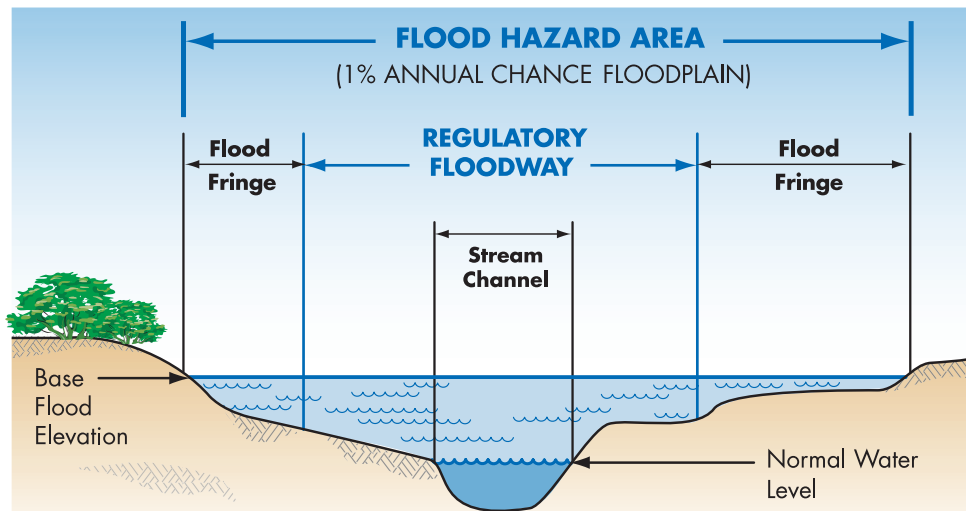 FLOOD HAZARD AREA
(1% ANNUAL CHANCE FLOODPLAIN)
Flood
Fringe
REGULATORY
FLOODWAY
Flood
Fringe
Stream
Channel
Base
Flood
Elevation
Normal Water
Level